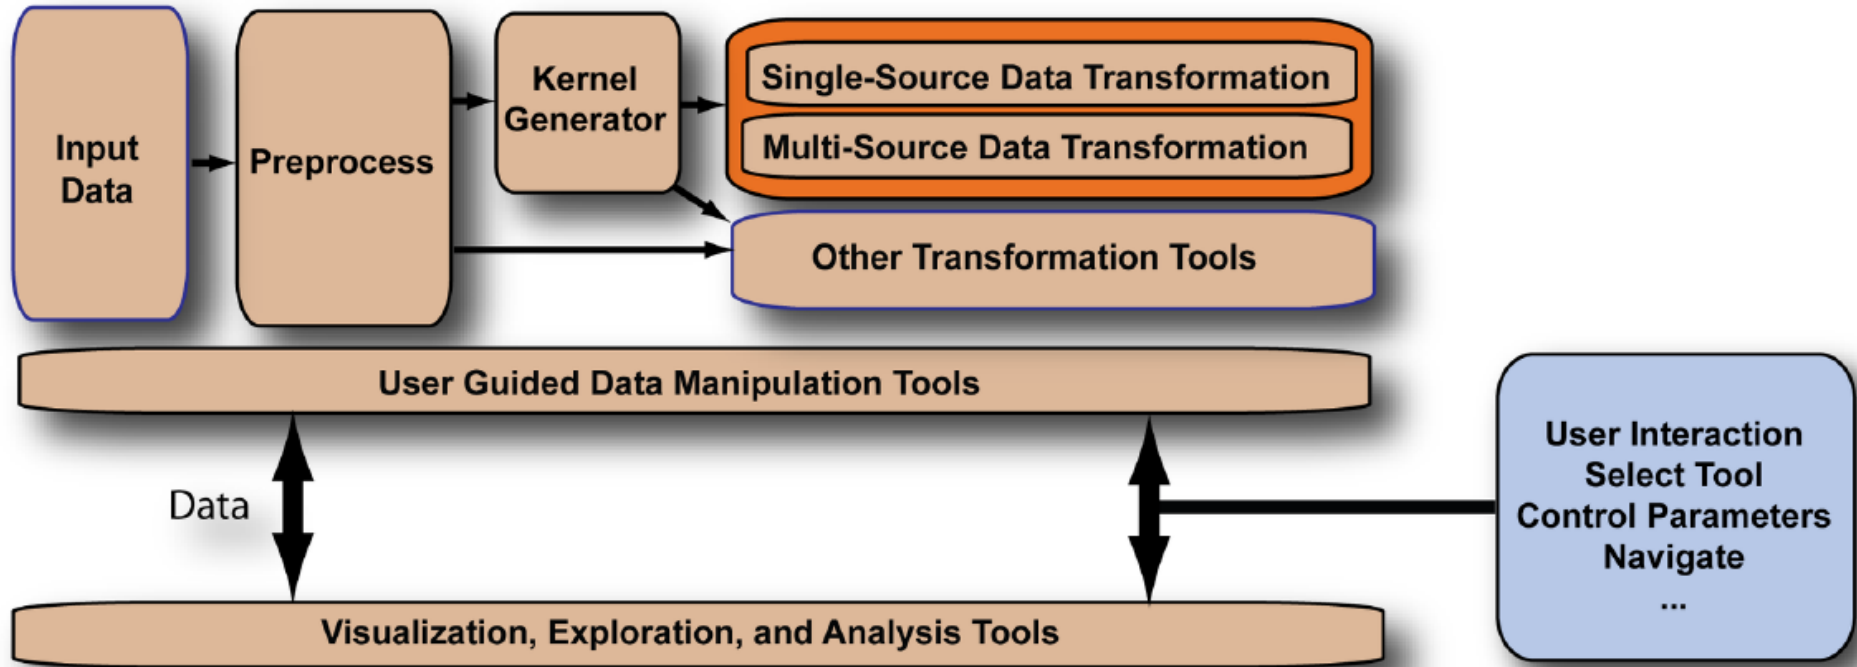 Input
Data
Preprocess
Kernel
Generator
Single-Source Data Transformation
Multi-Source Data Transformation
Other Transformation Tools
User Guided Data Manipulation Tools
Data
User Interaction
Select Tool
Control Parameters
Navigate
...
Visualization, Exploration, and Analysis Tools